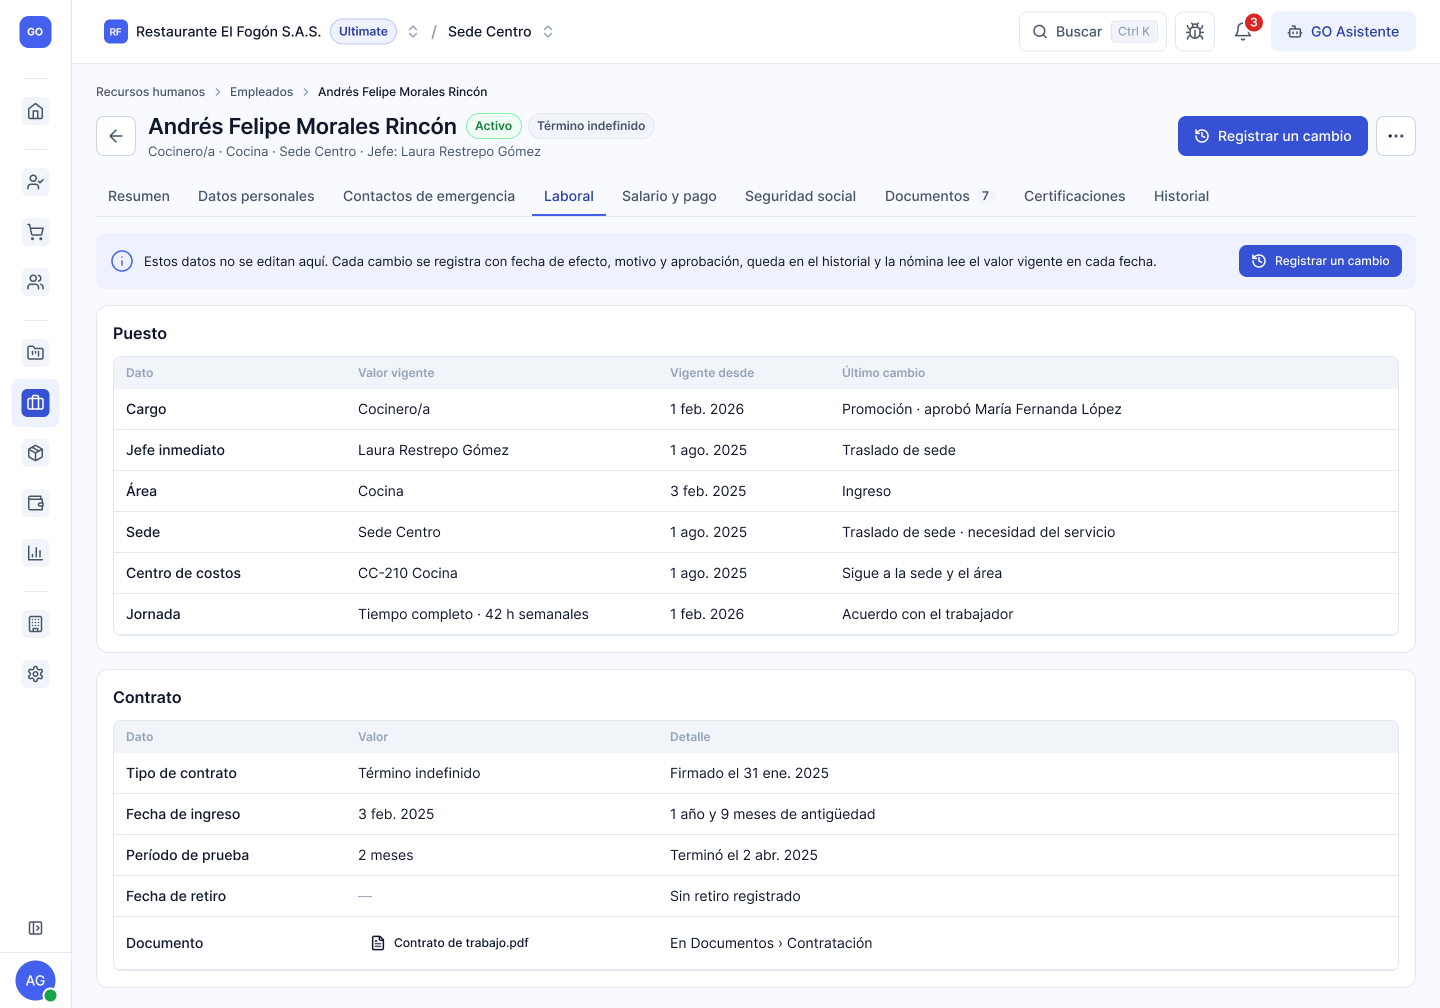 GO
RF Restaurante El Fogón S.A.S. Ultimate / Sede Centro
Buscar Ctrl K
3
GO Asistente
Recursos humanos > Empleados > Andrés Felipe Morales Rincón
Andrés Felipe Morales Rincón Activo Término indefinido
Cocinero/a · Cocina · Sede Centro · Jefe: Laura Restrepo Gómez
Registrar un cambio
Resumen Datos personales Contactos de emergencia Laboral Salario y pago Seguridad social Documentos 7 Certificaciones Historial
Estos datos no se editan aquí. Cada cambio se registra con fecha de efecto, motivo y aprobación, queda en el historial y la nómina lee el valor vigente en cada fecha.
Registrar un cambio
Puesto
Dato Valor vigente Vigente desde Último cambio
Cargo Cocinero/a 1 feb. 2026 Promoción · aprobó María Fernanda López
Jefe inmediato Laura Restrepo Gómez 1 ago. 2025 Traslado de sede
Área Cocina 3 feb. 2025 Ingreso
Sede Sede Centro 1 ago. 2025 Traslado de sede · necesidad del servicio
Centro de costos CC-210 Cocina 1 ago. 2025 Sigue a la sede y el área
Jornada Tiempo completo · 42 h semanales 1 feb. 2026 Acuerdo con el trabajador
Contrato
Dato Valor Detalle
Tipo de contrato Término indefinido Firmado el 31 ene. 2025
Fecha de ingreso 3 feb. 2025 1 año y 9 meses de antigüedad
Período de prueba 2 meses Terminó el 2 abr. 2025
Fecha de retiro — Sin retiro registrado
Documento Contrato de trabajo.pdf En Documentos › Contratación
AG